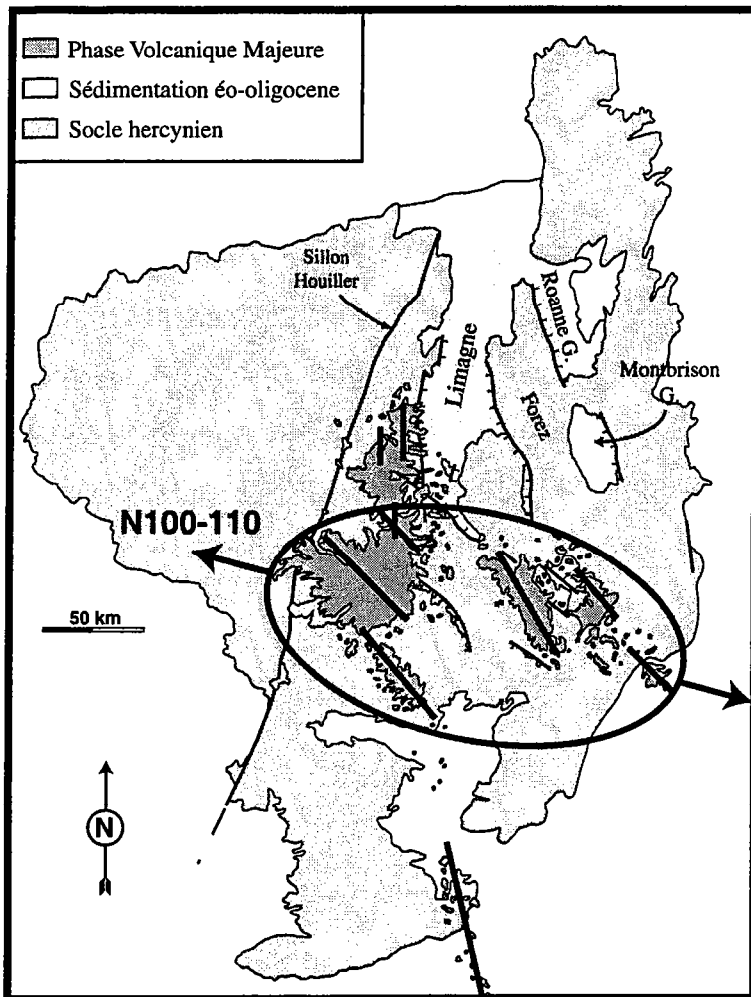 Phase Volcanique Majeure
Sédimentation éo-oligocene
Socle hercynien
Sillon
Houiller
Roanne G.
Limagne
Montbrison
G.
Forez
N100-110
50 km
N